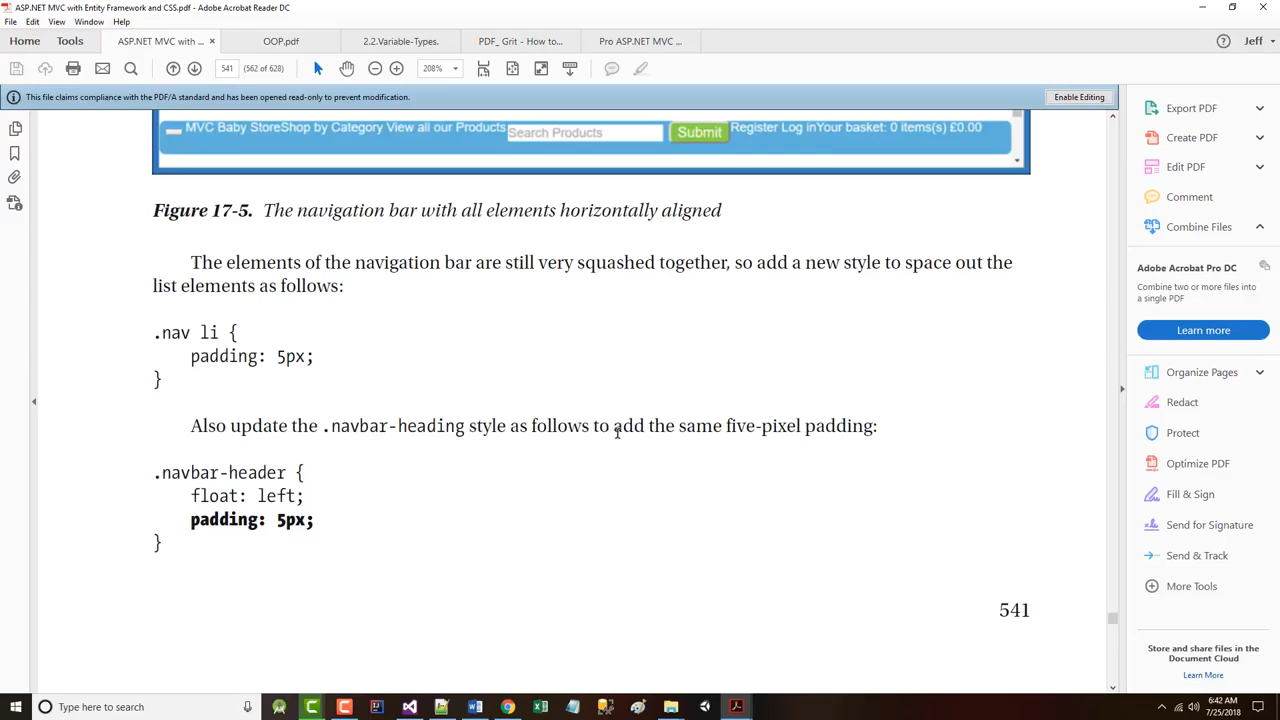 ASP.NET MVC with Entity Framework and CSS.pdf - Adobe Acrobat Reader DC
File Edit View Window Help
Home Tools ASP.NET MVC with ... × OOP.pdf 2.2.Variable-Types. PDF_ Grit - How to... Pro ASP.NET MVC ... Jeff
541 (562 of 628) 208%
This file claims compliance with the PDF/A standard and has been opened read-only to prevent modification. Enable Editing
MVC Baby StoreShop by Category View all our Products Search Products Submit Register Log inYour basket: 0 items(s) £0.00
Figure 17-5. The navigation bar with all elements horizontally aligned
The elements of the navigation bar are still very squashed together, so add a new style to space out the
list elements as follows:
.nav li {
padding: 5px;
}
Also update the .navbar-heading style as follows to add the same five-pixel padding:
.navbar-header {
float: left;
padding: 5px;
}
541
Export PDF
Create PDF
Edit PDF
Comment
Combine Files
Adobe Acrobat Pro DC
Combine two or more files into
a single PDF
Learn more
Organize Pages
Redact
Protect
Optimize PDF
Fill & Sign
Send for Signature
Send & Track
More Tools
Store and share files in the
Document Cloud
Learn More
Type here to search
6:42 AM
7/25/2018